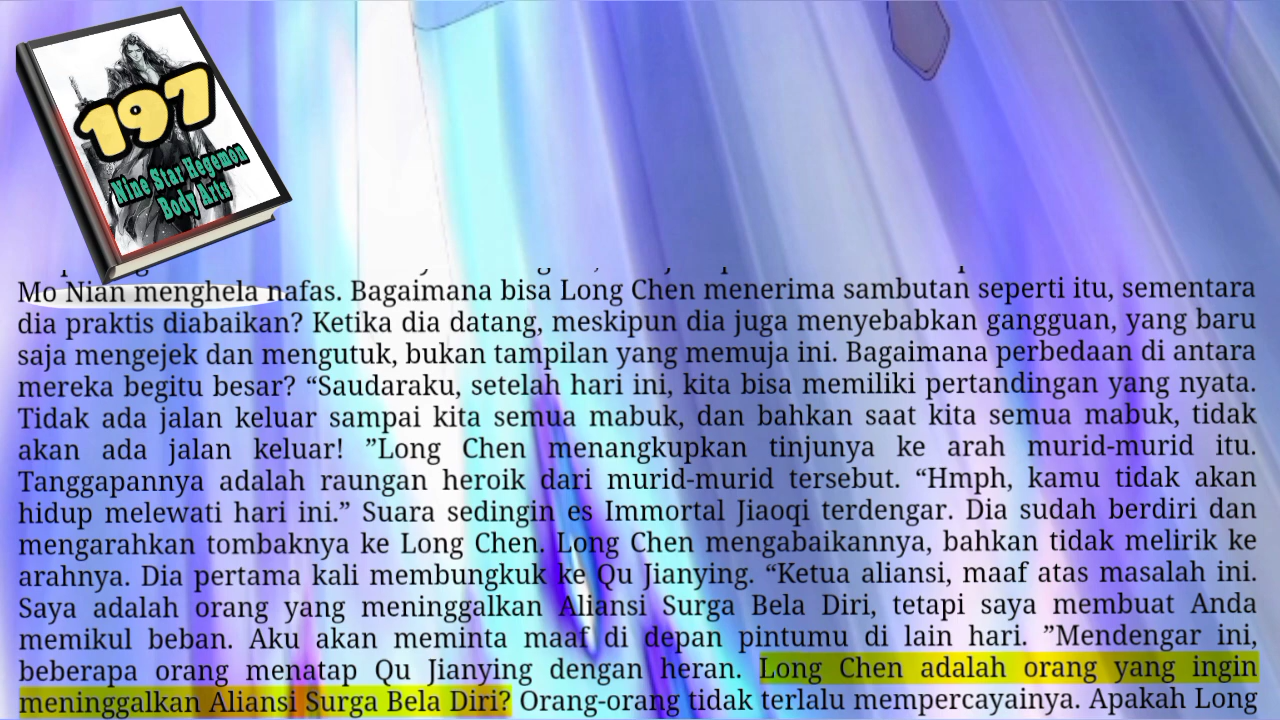 197
Nine Star Hegemon
Body Arts
Mo Nian menghela nafas. Bagaimana bisa Long Chen menerima sambutan seperti itu, sementara
dia praktis diabaikan? Ketika dia datang, meskipun dia juga menyebabkan gangguan, yang baru
saja mengejek dan mengutuk, bukan tampilan yang memuja ini. Bagaimana perbedaan di antara
mereka begitu besar? “Saudaraku, setelah hari ini, kita bisa memiliki pertandingan yang nyata.
Tidak ada jalan keluar sampai kita semua mabuk, dan bahkan saat kita semua mabuk, tidak
akan ada jalan keluar! ”Long Chen menangkupkan tinjunya ke arah murid-murid itu.
Tanggapannya adalah raungan heroik dari murid-murid tersebut. “Hmph, kamu tidak akan
hidup melewati hari ini.” Suara sedingin es Immortal Jiaoqi terdengar. Dia sudah berdiri dan
mengarahkan tombaknya ke Long Chen. Long Chen mengabaikannya, bahkan tidak melirik ke
arahnya. Dia pertama kali membungkuk ke Qu Jianying. “Ketua aliansi, maaf atas masalah ini.
Saya adalah orang yang meninggalkan Aliansi Surga Bela Diri, tetapi saya membuat Anda
memikul beban. Aku akan meminta maaf di depan pintumu di lain hari. ”Mendengar ini,
beberapa orang menatap Qu Jianying dengan heran. Long Chen adalah orang yang ingin
meninggalkan Aliansi Surga Bela Diri? Orang-orang tidak terlalu mempercayainya. Apakah Long